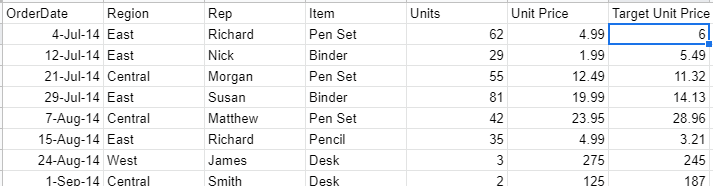 OrderDate Region Rep Item Units Unit Price Target Unit Price
4-Jul-14 East Richard Pen Set 62 4.99 6
12-Jul-14 East Nick Binder 29 1.99 5.49
21-Jul-14 Central Morgan Pen Set 55 12.49 11.32
29-Jul-14 East Susan Binder 81 19.99 14.13
7-Aug-14 Central Matthew Pen Set 42 23.95 28.96
15-Aug-14 East Richard Pencil 35 4.99 3.21
24-Aug-14 West James Desk 3 275 245
1-Sep-14 Central Smith Desk 2 125 187